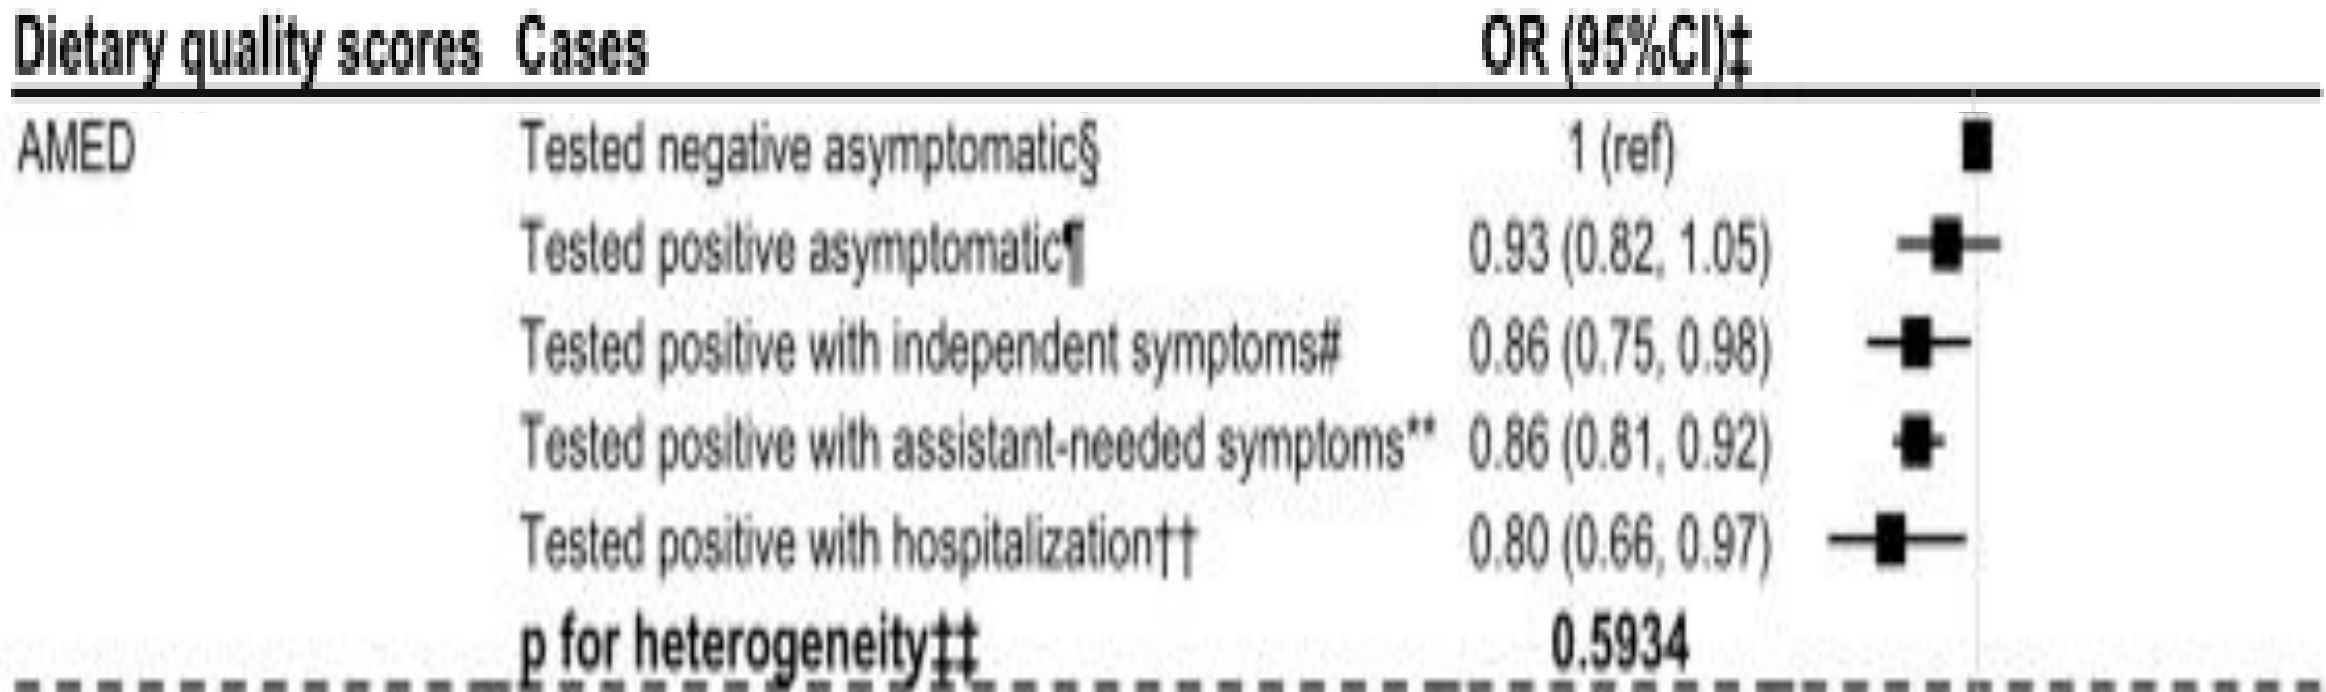 Dietary quality scores Cases OR (95%CI)‡
AMED Tested negative asymptomatic§ 1 (ref)
Tested positive asymptomatic¶ 0.93 (0.82, 1.05)
Tested positive with independent symptoms# 0.86 (0.75, 0.98)
Tested positive with assistant-needed symptoms** 0.86 (0.81, 0.92)
Tested positive with hospitalization†† 0.80 (0.66, 0.97)
p for heterogeneity‡‡ 0.5934